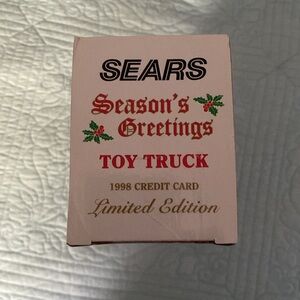 SEARS
Season's
Greetings
TOY TRUCK
1998 CREDIT CARD
Limited Edition